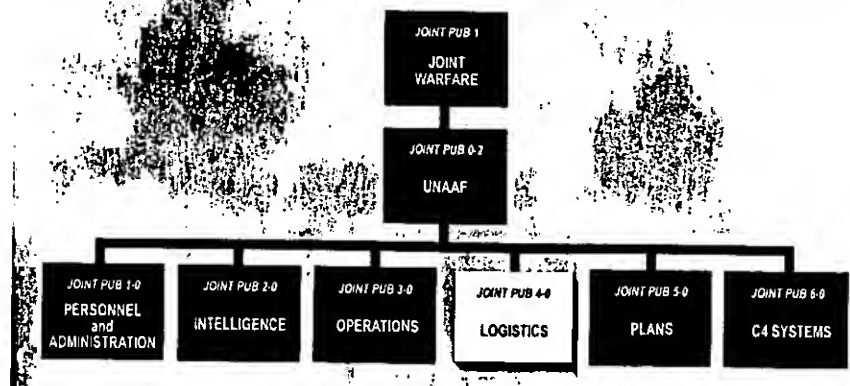 JOINT PUB 1
JOINT
WARFARE
JOINT PUB 0-2
UNAAF
JOINT PUB 1-0
PERSONNEL
and
ADMINISTRATION
JOINT PUB 2-0
INTELLIGENCE
JOINT PUB 3-0
OPERATIONS
JOINT PUB 4-0
LOGISTICS
JOINT PUB 5-0
PLANS
JOINT PUB 6-0
C4 SYSTEMS